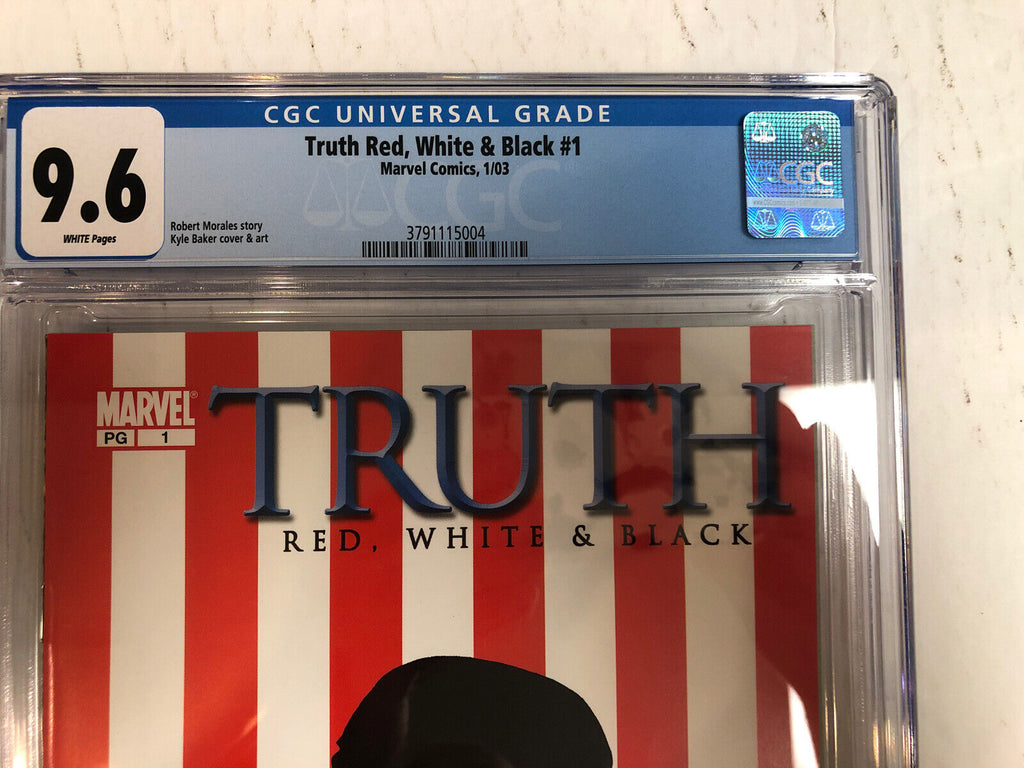 CGC UNIVERSAL GRADE
9.6
WHITE Pages
Truth Red, White & Black #1
Marvel Comics, 1/03
Robert Morales story
Kyle Baker cover & art
3791115004
CGC
CGC
MARVEL®
PG 1
TRUTH
RED, WHITE & BLACK